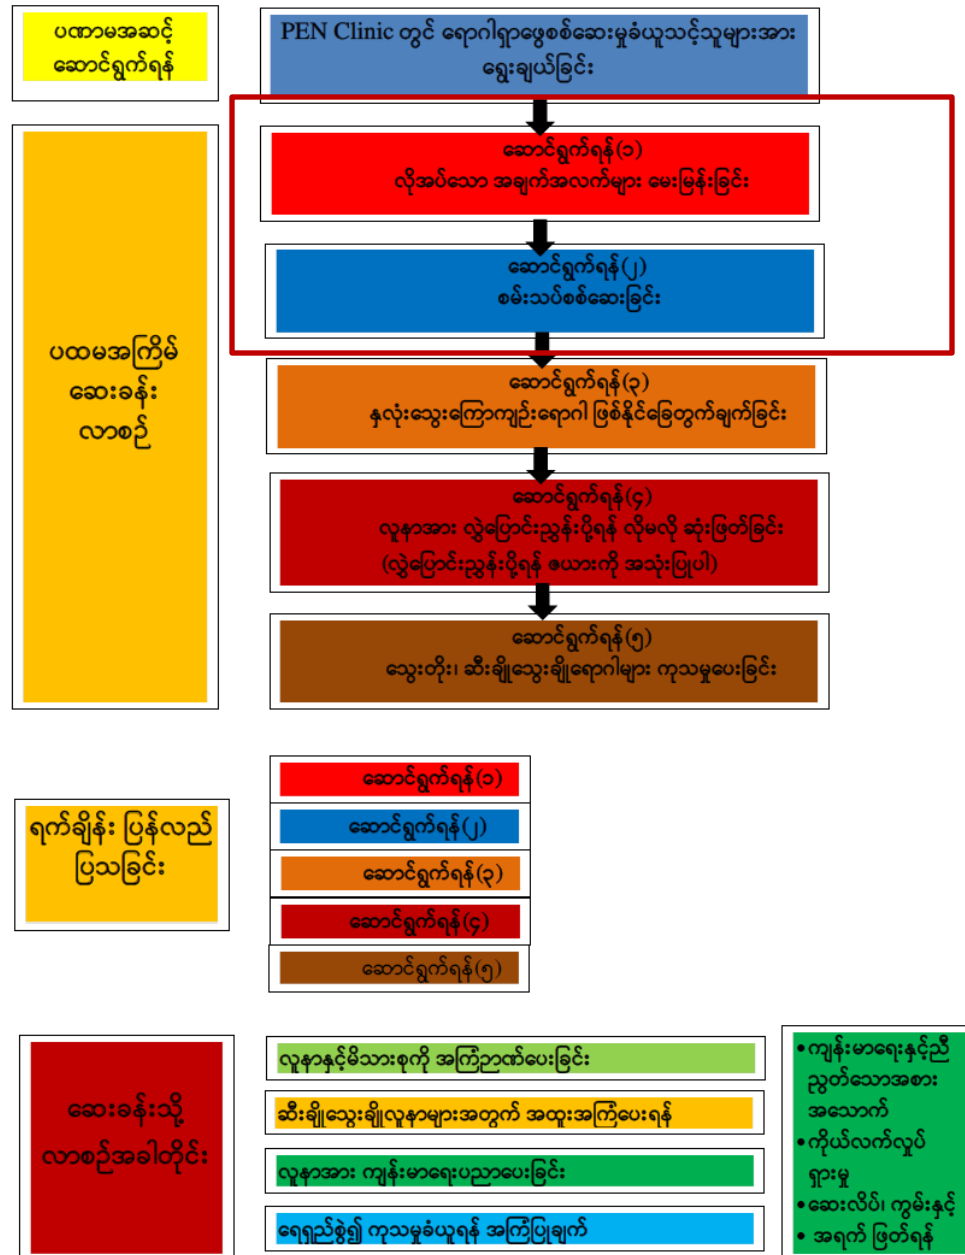 ပဏာမအဆင့်
ဆောင်ရွက်ရန်
PEN Clinic တွင် ရောဂါရှာဖွေစစ်ဆေးမှုခံယူသင့်သူများအား
ရွေးချယ်ခြင်း
ပထမအကြိမ်
ဆေးခန်း
လာစဉ်
ဆောင်ရွက်ရန်(၁)
လိုအပ်သော အချက်အလက်များ မေးမြန်းခြင်း
ဆောင်ရွက်ရန်(၂)
စမ်းသပ်စစ်ဆေးခြင်း
ဆောင်ရွက်ရန်(၃)
နှလုံးသွေးကြောကျဉ်းရောဂါ ဖြစ်နိုင်ခြေတွက်ချက်ခြင်း
ဆောင်ရွက်ရန်(၄)
လူနာအား လွှဲပြောင်းညွှန်းပို့ရန် လိုမလို ဆုံးဖြတ်ခြင်း
(လွှဲပြောင်းညွှန်းပို့ရန် ဇယားကို အသုံးပြုပါ)
ဆောင်ရွက်ရန်(၅)
သွေးတိုး၊ ဆီးချိုသွေးချိုရောဂါများ ကုသမှုပေးခြင်း
ရက်ချိန်း ပြန်လည်
ပြသခြင်း
ဆောင်ရွက်ရန်(၁)
ဆောင်ရွက်ရန်(၂)
ဆောင်ရွက်ရန်(၃)
ဆောင်ရွက်ရန်(၄)
ဆောင်ရွက်ရန်(၅)
ဆေးခန်းသို့
လာစဉ်အခါတိုင်း
လူနာနှင့်မိသားစုကို အကြံဉာဏ်ပေးခြင်း
ဆီးချိုသွေးချိုလူနာများအတွက် အထူးအကြံပေးရန်
လူနာအား ကျန်းမာရေးပညာပေးခြင်း
ရေရှည်စွဲ၍ ကုသမှုခံယူရန် အကြံပြုချက်
•ကျန်းမာရေးနှင့်ညီ
ညွတ်သောအစား
အသောက်
•ကိုယ်လက်လှုပ်
ရှားမှု
•ဆေးလိပ်၊ ကွမ်းနှင့်
• အရက် ဖြတ်ရန်